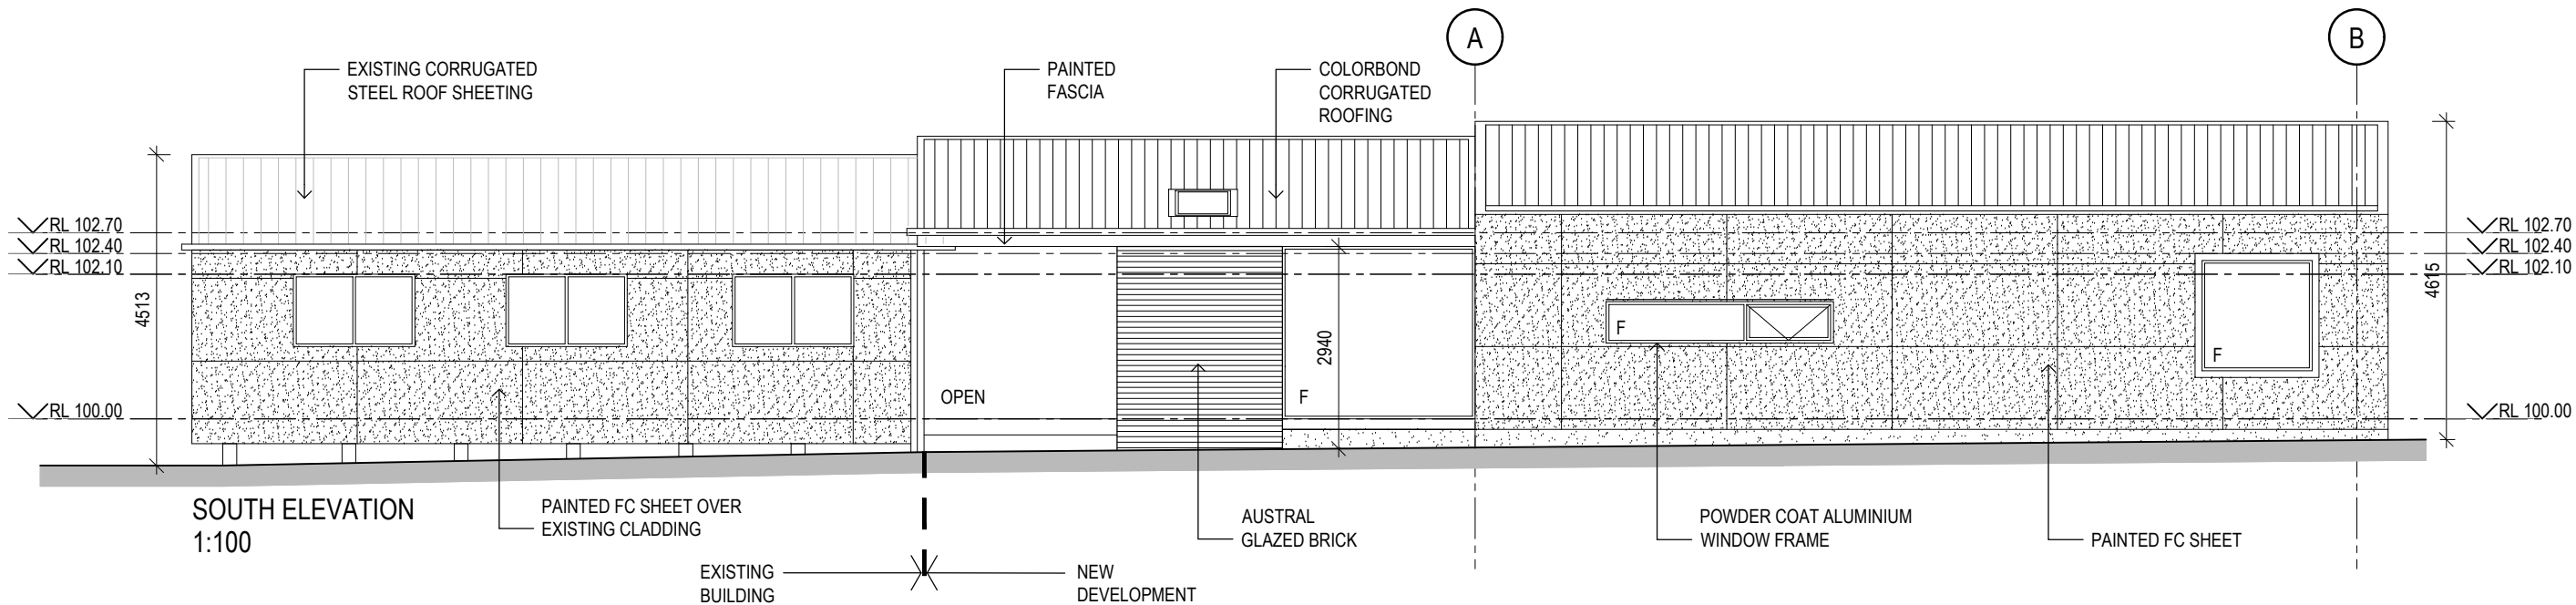 A
B
EXISTING CORRUGATED
STEEL ROOF SHEETING
PAINTED
FASCIA
COLORBOND
CORRUGATED
ROOFING
RL 102.70
RL 102.40
RL 102.10
RL 100.00
4513
OPEN
F
2940
F
F
4615
RL 102.70
RL 102.40
RL 102.10
RL 100.00
SOUTH ELEVATION
1:100
PAINTED FC SHEET OVER
EXISTING CLADDING
AUSTRAL
GLAZED BRICK
POWDER COAT ALUMINIUM
WINDOW FRAME
PAINTED FC SHEET
EXISTING
BUILDING
NEW
DEVELOPMENT